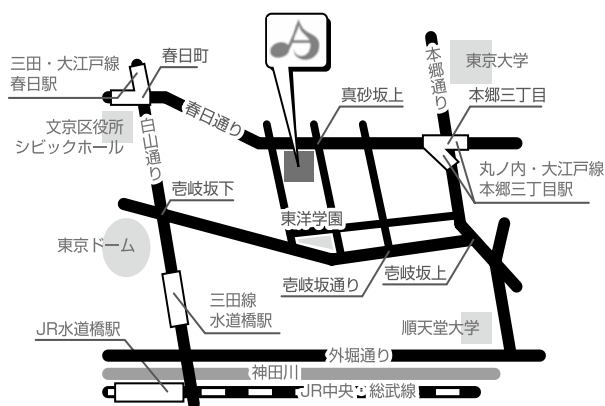 三田・大江戸線
春日駅
春日町
本郷通り
東京大学
真砂坂上
本郷三丁目
文京区役所
シビックホール
白山通り
春日通り
丸ノ内・大江戸線
本郷三丁目駅
壱岐坂下
東洋学園
東京ドーム
壱岐坂通り
壱岐坂上
三田線
水道橋駅
JR水道橋駅
順天堂大学
外堀通り
神田川
JR中央・総武線